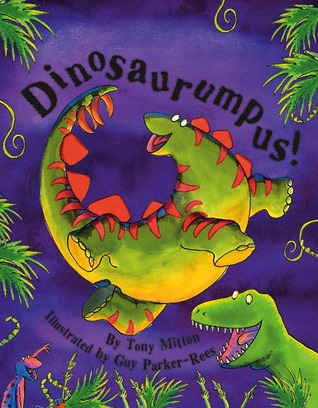 Dinosaurumpus!
By Tony Mitton
Illustrated by Guy Parker-Rees